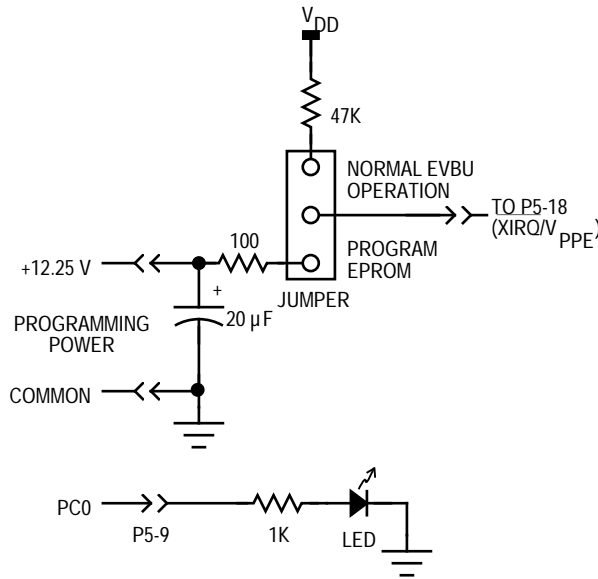 VDD
47K
NORMAL EVBU
OPERATION
TO P5-18
(XIRQ/VPPE)
100
PROGRAM
EPROM
+12.25 V
JUMPER
+
20 µF
PROGRAMMING
POWER
COMMON
PC0
P5-9
1K
LED